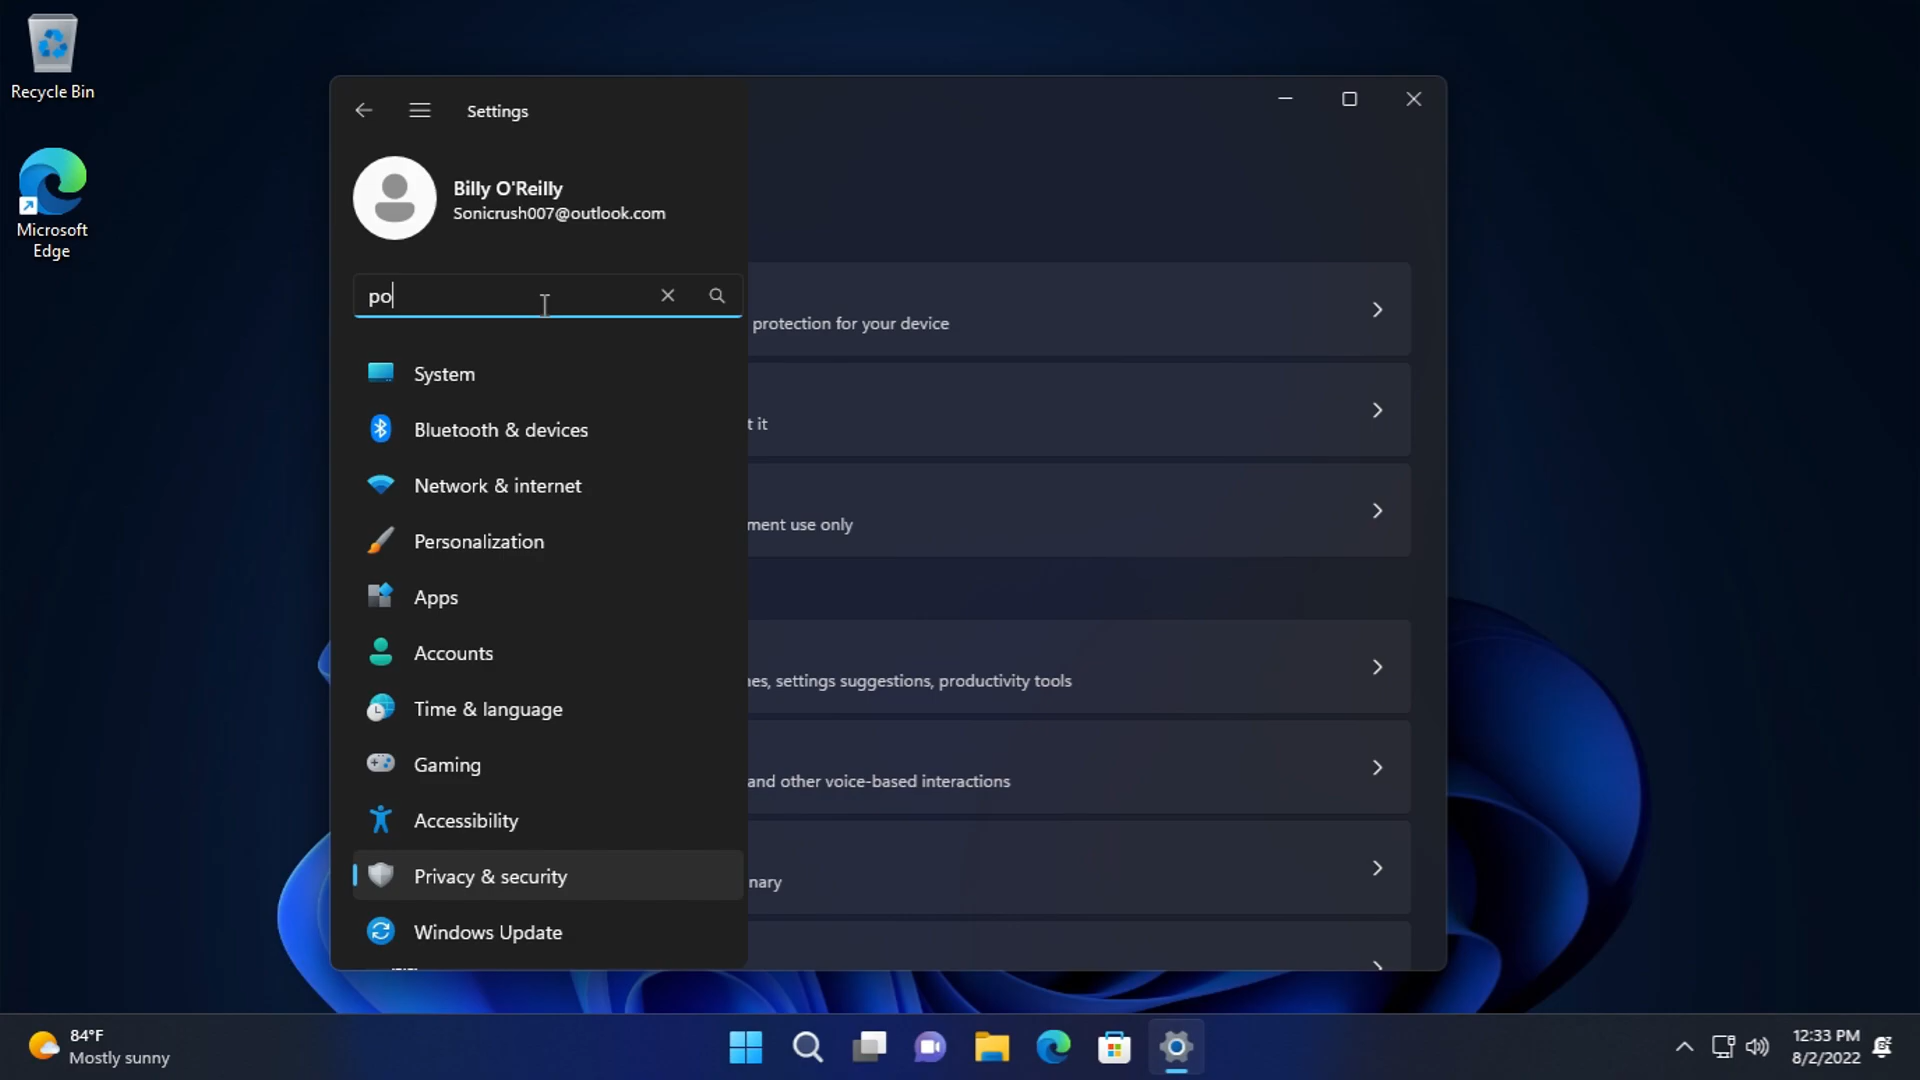 Recycle Bin
Microsoft
Edge
Settings
Billy O'Reilly
Sonicrush007@outlook.com
po
System
Bluetooth & devices
Network & internet
Personalization
Apps
Accounts
Time & language
Gaming
Accessibility
Privacy & security
Windows Update
protection for your device
t it
ment use only
nes, settings suggestions, productivity tools
and other voice-based interactions
nary
84°F
Mostly sunny
12:33 PM
8/2/2022